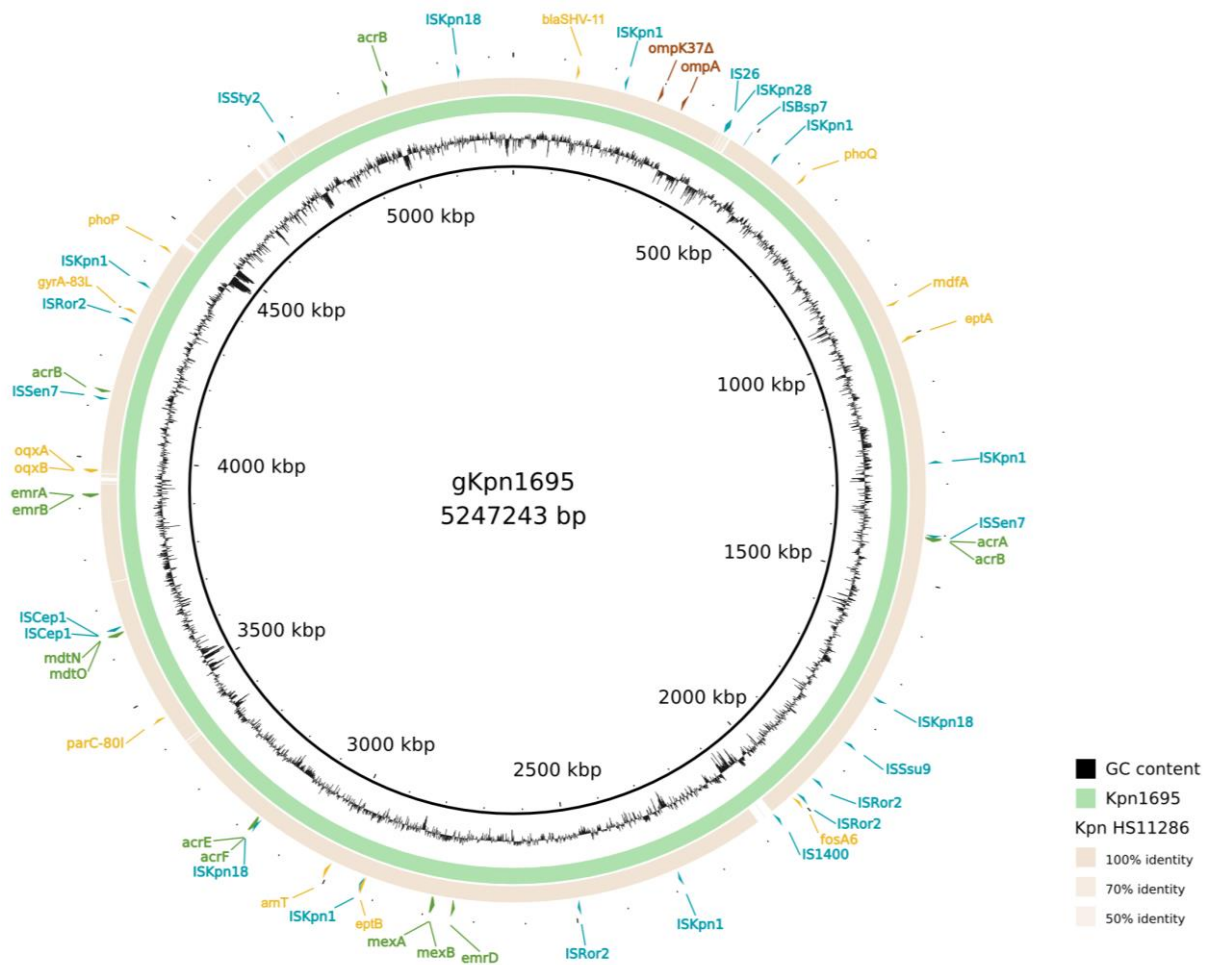 ISKpn18
blaSHV-11
ISKpn1
ompK37Δ
ompA
IS26
ISKpn28
ISBsp7
ISKpn1
phoQ
mdfA
eptA
ISKpn1
ISSen7
acrA
acrB
ISKpn18
ISSsu9
ISRor2
ISRor2
fosA6
IS1400
ISKpn1
ISRor2
emrD
mexB
mexA
eptB
ISKpn1
arnT
ISKpn18
acrF
acrE
parC-80I
mdtO
mdtN
ISCep1
ISCep1
emrB
emrA
oqxB
oqxA
ISSen7
acrB
ISRor2
gyrA-83L
ISKpn1
phoP
ISSty2
acrB
500 kbp
1000 kbp
1500 kbp
2000 kbp
2500 kbp
3000 kbp
3500 kbp
4000 kbp
4500 kbp
5000 kbp
gKpn1695
5247243 bp
GC content
Kpn1695
Kpn HS11286
100% identity
70% identity
50% identity